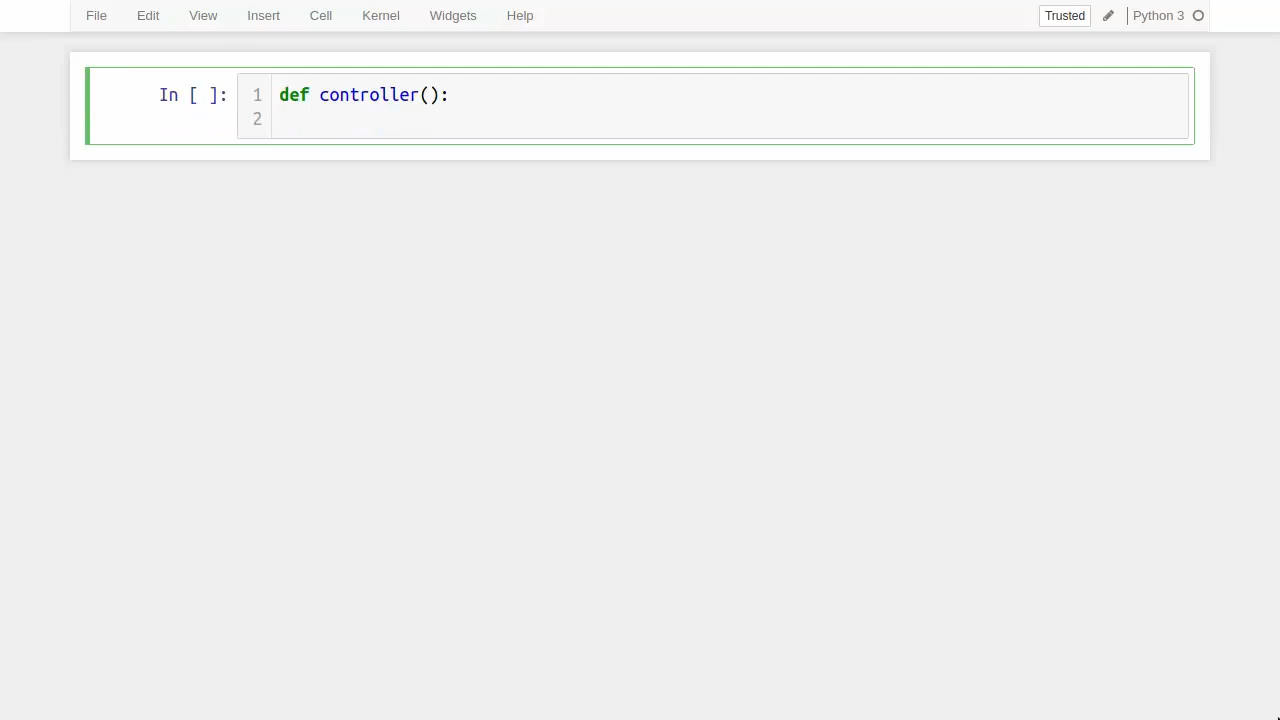 File Edit View Insert Cell Kernel Widgets Help Trusted Python 3
In [ ]: 1 def controller():
2